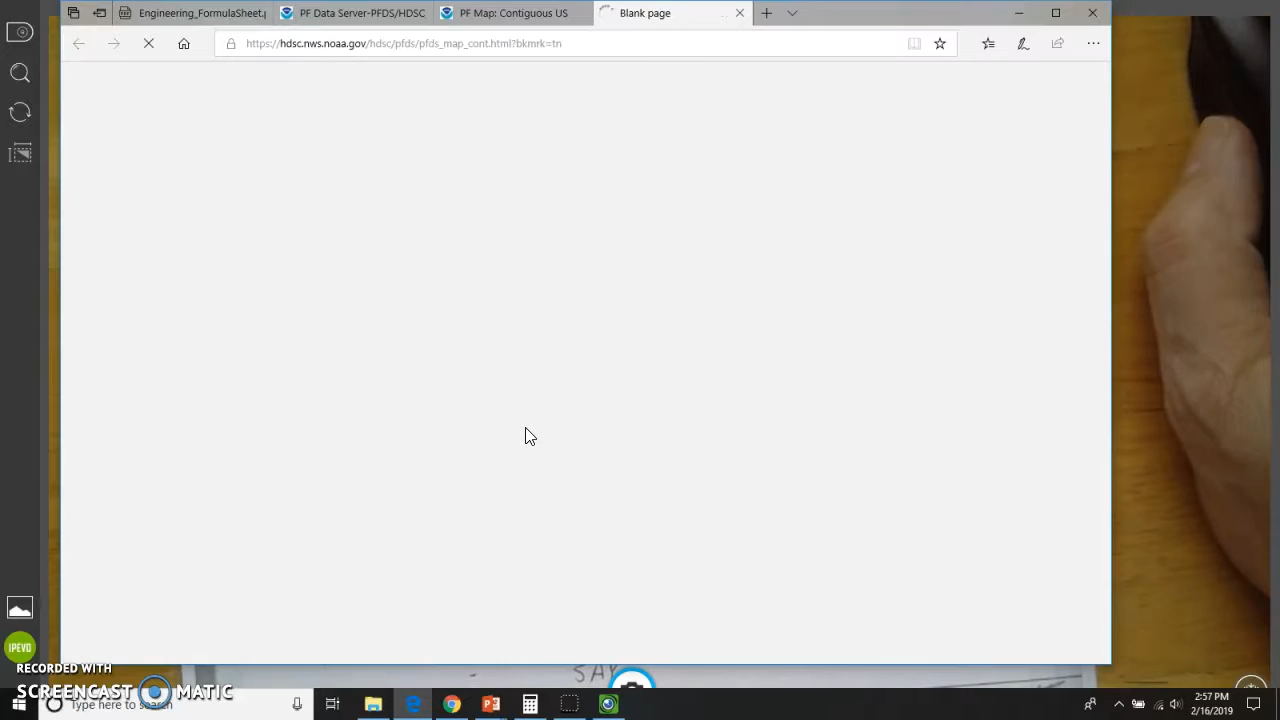 Engineering_FormulaSheet.p
PF Data Server-PFDS/HDSC
PF Map: Contiguous US
Blank page
https://hdsc.nws.noaa.gov/hdsc/pfds/pfds_map_cont.html?bkmrk=tn
SAY
IPEVO
RECORDED WITH
SCREENCAST MATIC
Type here to search
2:57 PM
2/16/2019